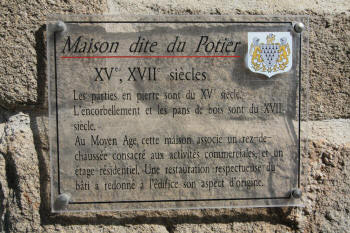 Maison dite du Potier
XVe, XVIIe siècles
Les parties en pierre sont du XVe siècle.
L'encorbellement et les pans de bois sont du XVIIe
siècle.
Au Moyen Age, cette maison associe un rez-de-
chaussée consacré aux activités commerciales, et un
étage résidentiel. Une restauration respectueuse du
bâti a redonné à l'édifice son aspect d'origine.